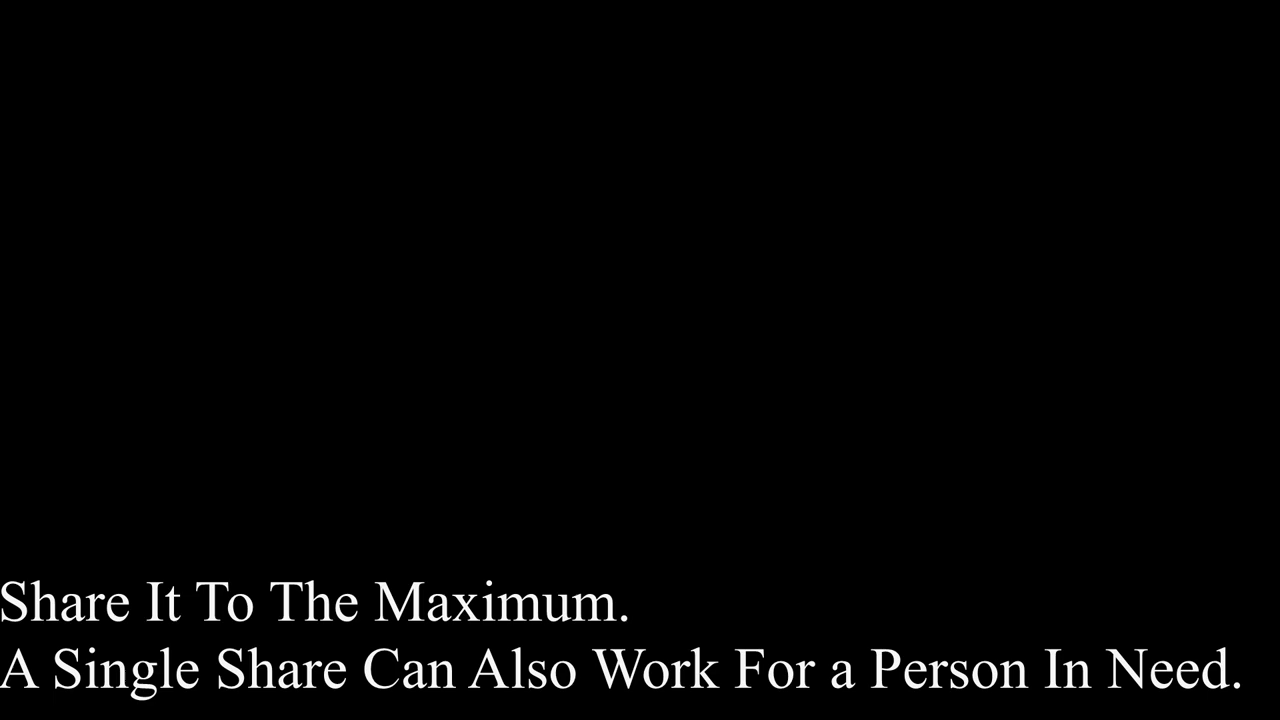 Share It To The Maximum.
A Single Share Can Also Work For a Person In Need.